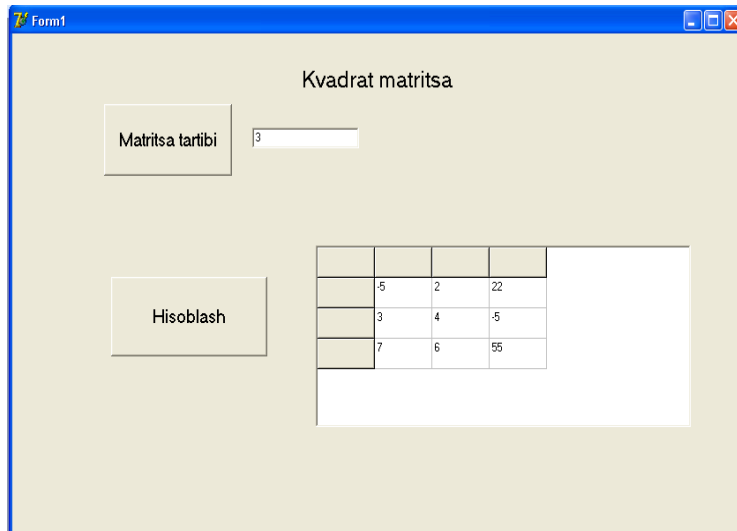 Form1
Kvadrat matritsa
Matritsa tartibi
3
Hisoblash
-5 2 22
3 4 -5
7 6 55